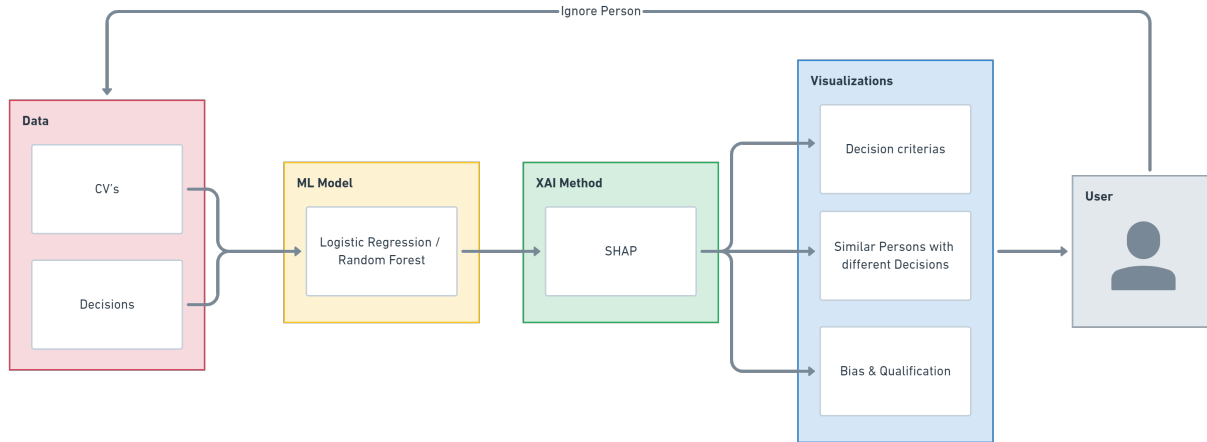 Ignore Person
Data
CV's
Decisions
ML Model
Logistic Regression /
Random Forest
XAI Method
SHAP
Visualizations
Decision criterias
Similar Persons with
different Decisions
Bias & Qualification
User